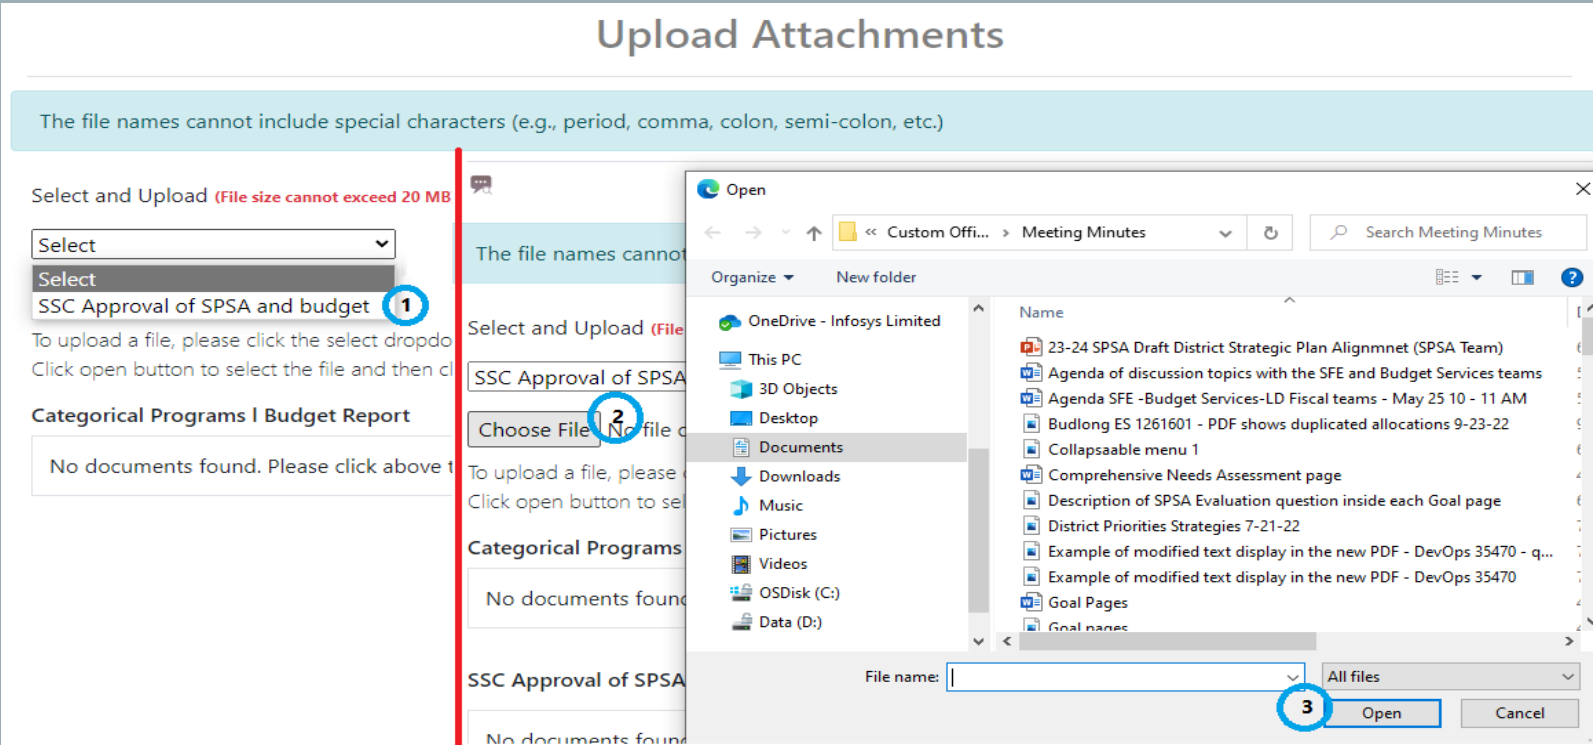 Upload Attachments
The file names cannot include special characters (e.g., period, comma, colon, semi-colon, etc.)
Select and Upload (File size cannot exceed 20 MB
Select
Select
SSC Approval of SPSA and budget
1
To upload a file, please click the select dropdo
Click open button to select the file and then cl
Categorical Programs l Budget Report
No documents found. Please click above t
The file names cannot
Select and Upload (File
SSC Approval of SPSA
Choose File
2
No file c
To upload a file, please
Click open button to sel
Categorical Programs
No documents found
SSC Approval of SPSA
No documents found
Open
« Custom Offi... › Meeting Minutes
Search Meeting Minutes
Organize
New folder
?
OneDrive - Infosys Limited
This PC
3D Objects
Desktop
Documents
Downloads
Music
Pictures
Videos
OSDisk (C:)
Data (D:)
Name
23-24 SPSA Draft District Strategic Plan Alignmnet (SPSA Team)
Agenda of discussion topics with the SFE and Budget Services teams
Agenda SFE -Budget Services-LD Fiscal teams - May 25 10 - 11 AM
Budlong ES 1261601 - PDF shows duplicated allocations 9-23-22
Collapsaable menu 1
Comprehensive Needs Assessment page
Description of SPSA Evaluation question inside each Goal page
District Priorities Strategies 7-21-22
Example of modified text display in the new PDF - DevOps 35470 - q...
Example of modified text display in the new PDF - DevOps 35470
Goal Pages
Goal pages
File name:
All files
3
Open
Cancel